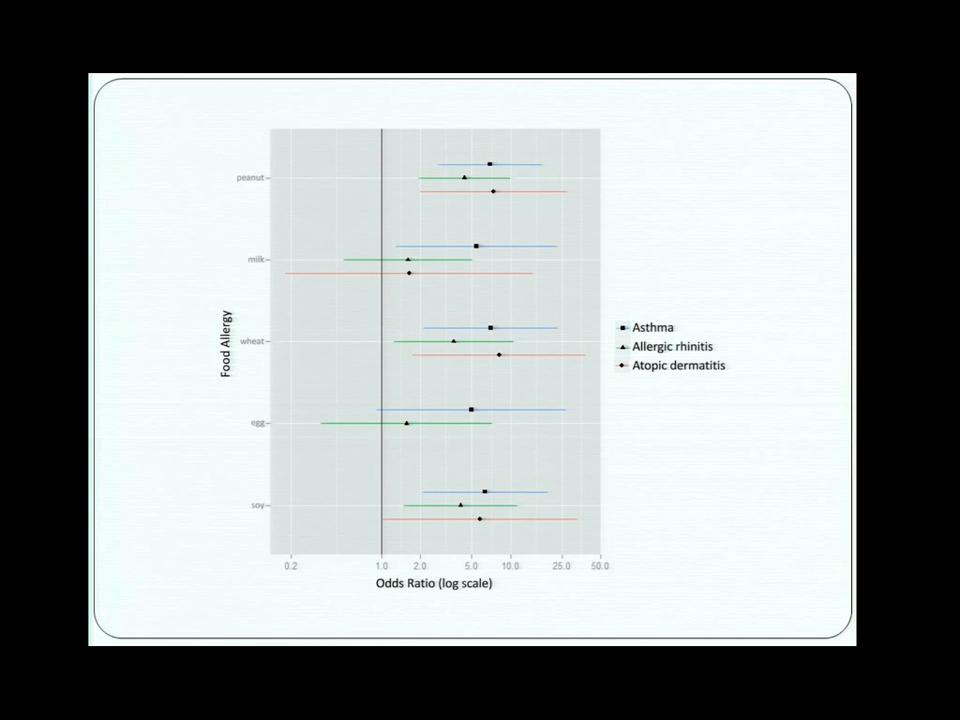 peanut
milk
wheat
egg
soy
Food Allergy
0.2 1.0 2.0 5.0 10.0 25.0 50.0
Odds Ratio (log scale)
Asthma
Allergic rhinitis
Atopic dermatitis